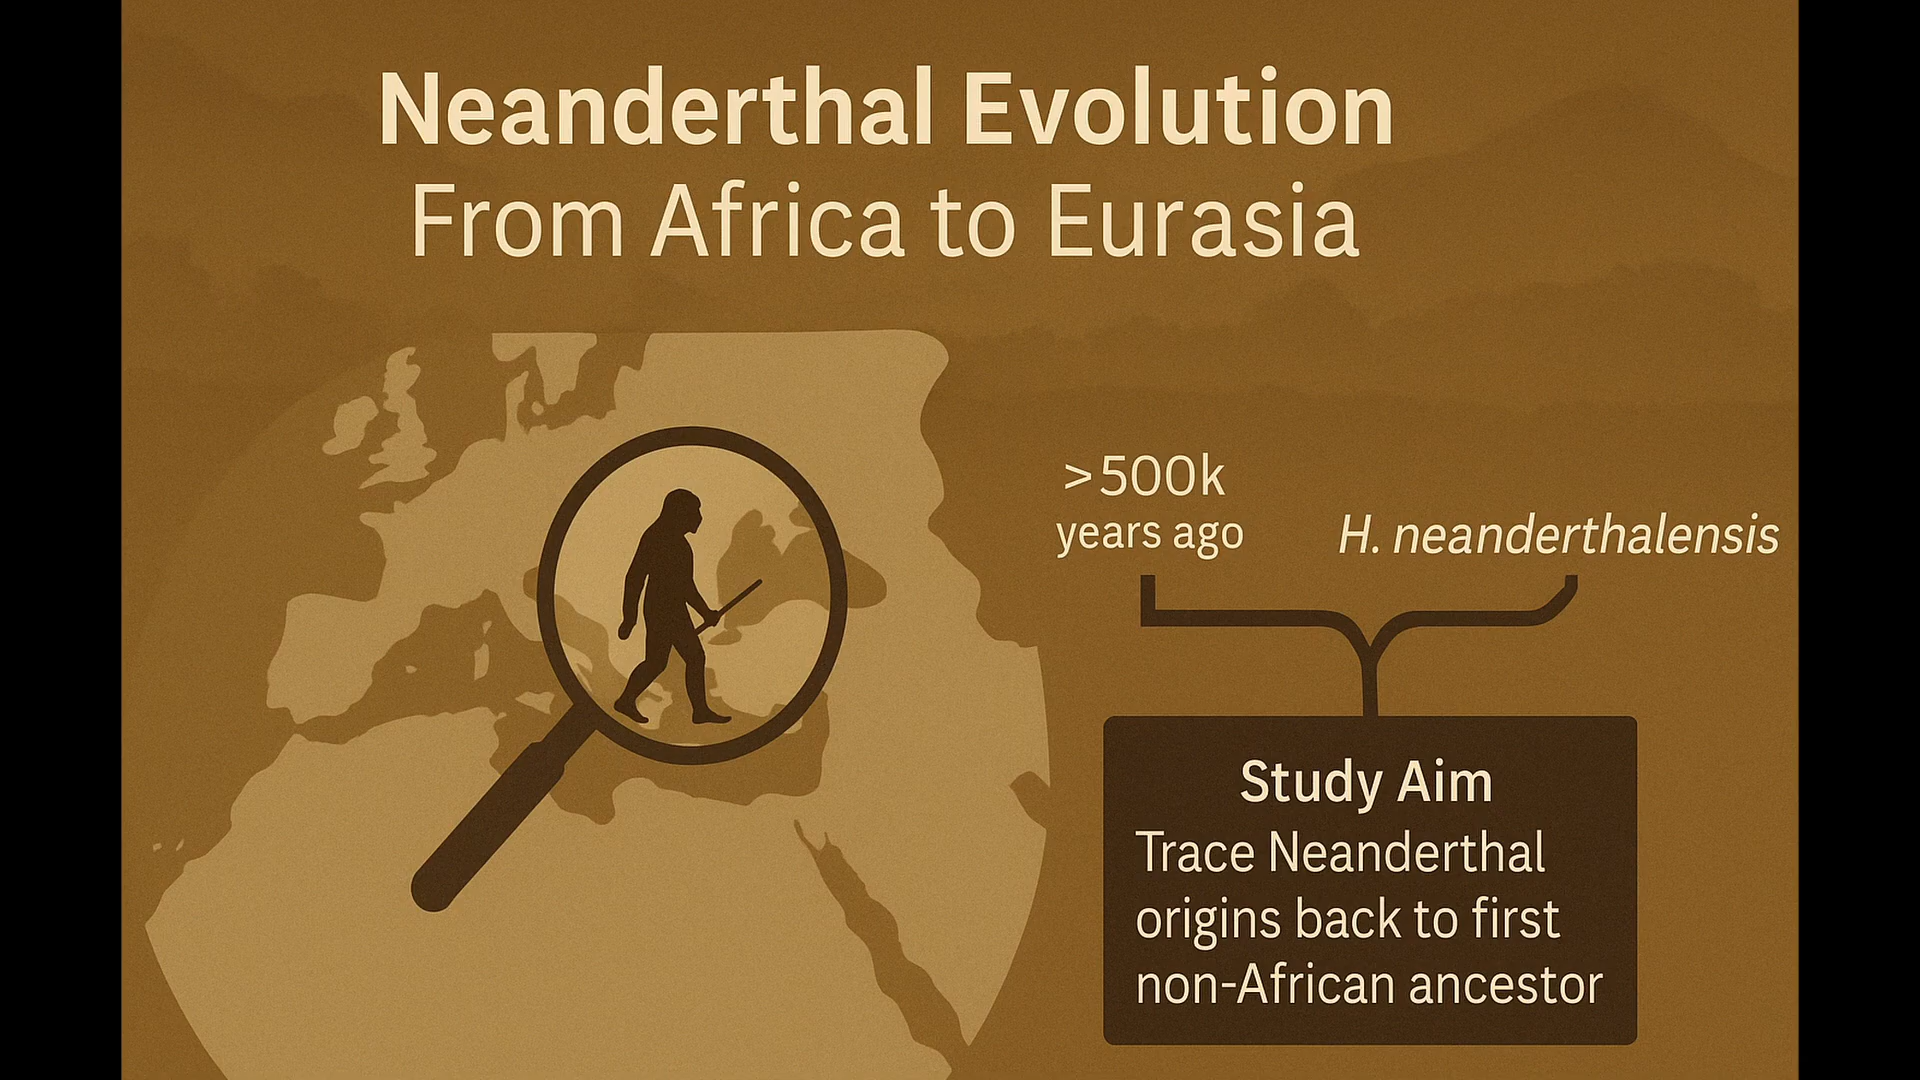 Neanderthal Evolution
From Africa to Eurasia
>500k
years ago
H. neanderthalensis
Study Aim
Trace Neanderthal
origins back to first
non-African ancestor